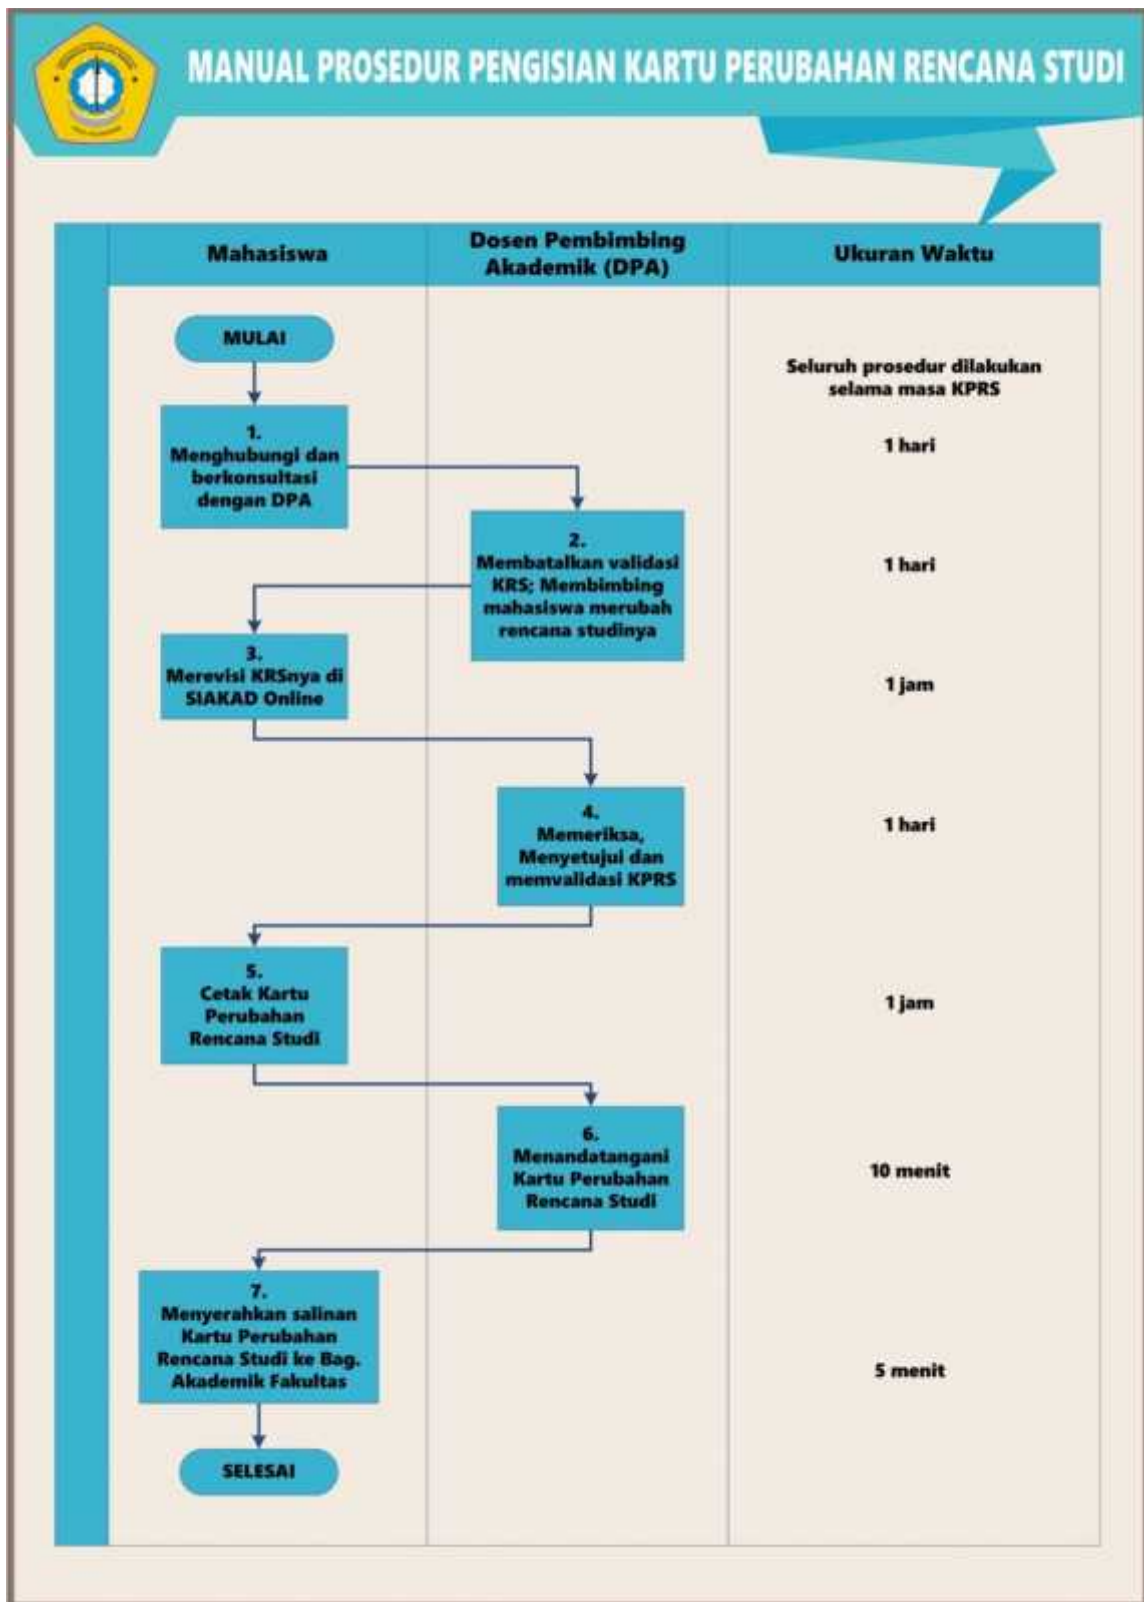 MANUAL PROSEDUR PENGISIAN KARTU PERUBAHAN RENCANA STUDI
Mahasiswa
Dosen Pembimbing
Akademik (DPA)
Ukuran Waktu
MULAI
Seluruh prosedur dilakukan
selama masa KPRS
1.
Menghubungi dan
berkonsultasi
dengan DPA
1 hari
2.
Membatalkan validasi
KRS; Membimbing
mahasiswa merubah
rencana studinya
1 hari
3.
Merevisi KRSnya di
SIAKAD Online
1 jam
4.
Memeriksa,
Menyetujui dan
memvalidasi KPRS
1 hari
5.
Cetak Kartu
Perubahan
Rencana Studi
1 jam
6.
Menandatangani
Kartu Perubahan
Rencana Studi
10 menit
7.
Menyerahkan salinan
Kartu Perubahan
Rencana Studi ke Bag.
Akademik Fakultas
5 menit
SELESAI